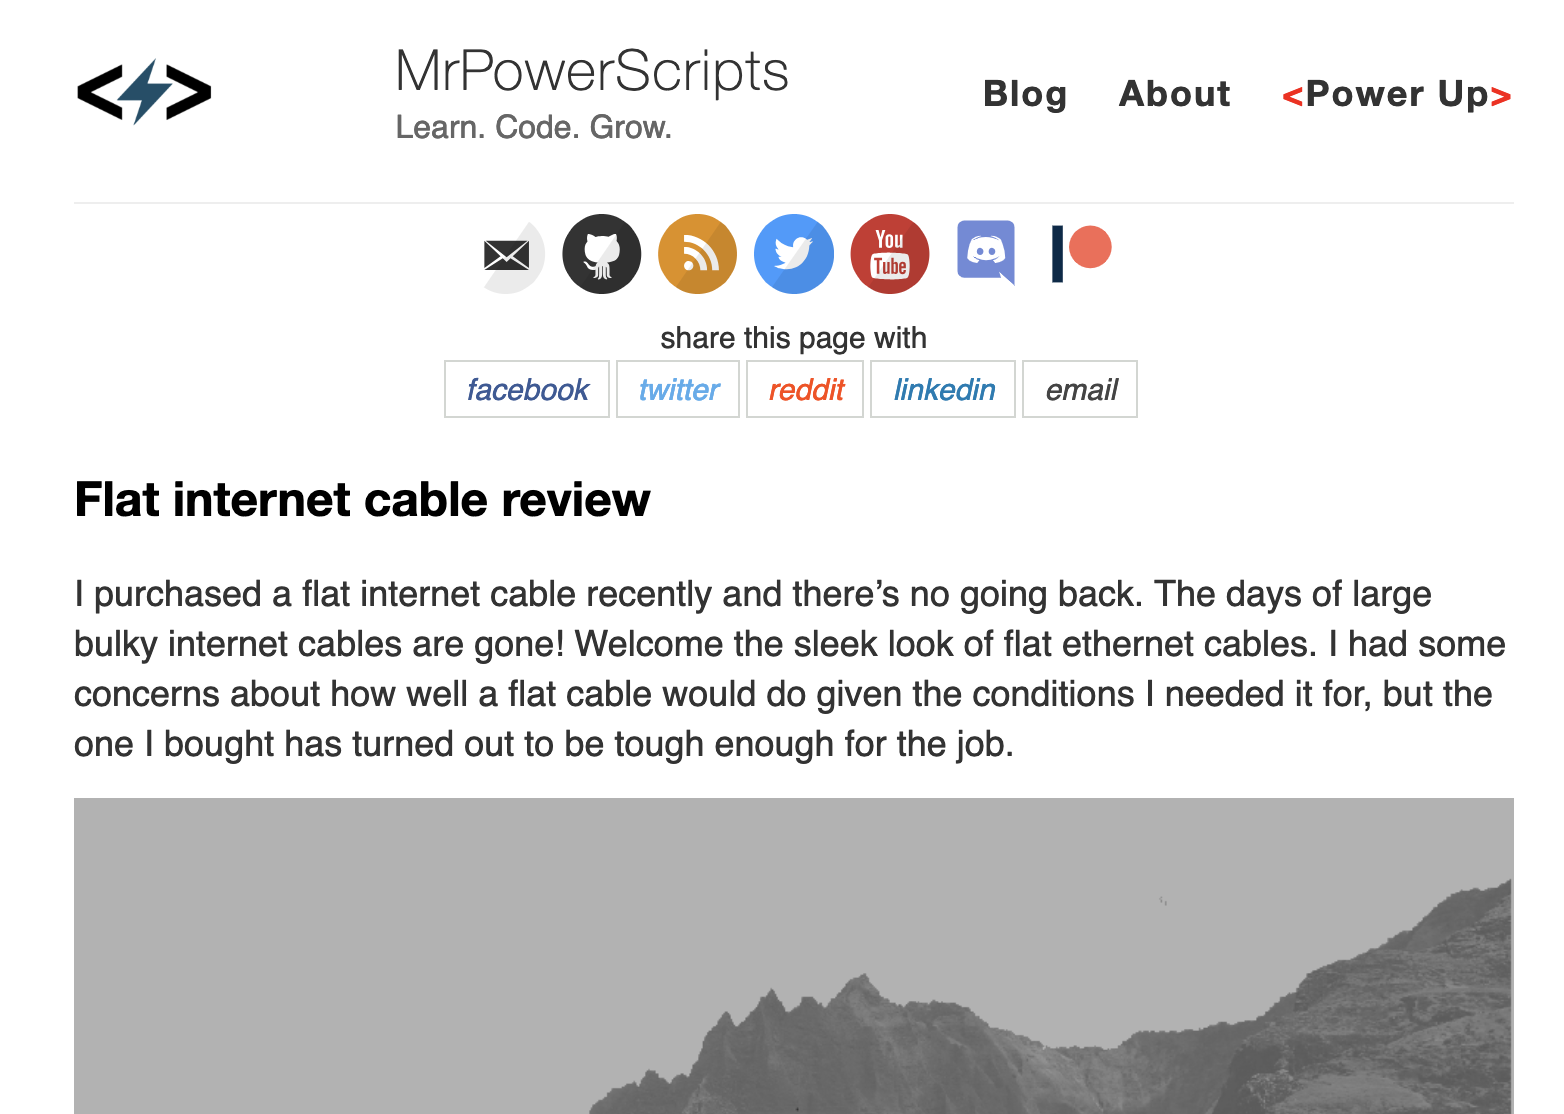 MrPowerScripts
Learn. Code. Grow.
Blog About <Power Up>
You
Tube
share this page with
facebook twitter reddit linkedin email
Flat internet cable review
I purchased a flat internet cable recently and there’s no going back. The days of large
bulky internet cables are gone! Welcome the sleek look of flat ethernet cables. I had some
concerns about how well a flat cable would do given the conditions I needed it for, but the
one I bought has turned out to be tough enough for the job.